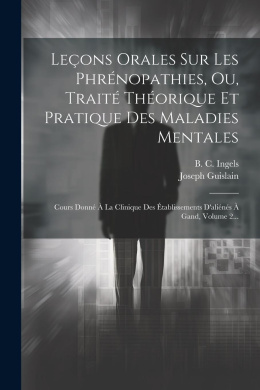 Leçons Orales Sur Les
Phrénopathies, Ou,
Traité Théorique Et
Pratique Des Maladies
Mentales
B. C. Ingels
Joseph Guislain
Cours Donné À La Clinique Des Établissements D'aliénés À
Gand, Volume 2...